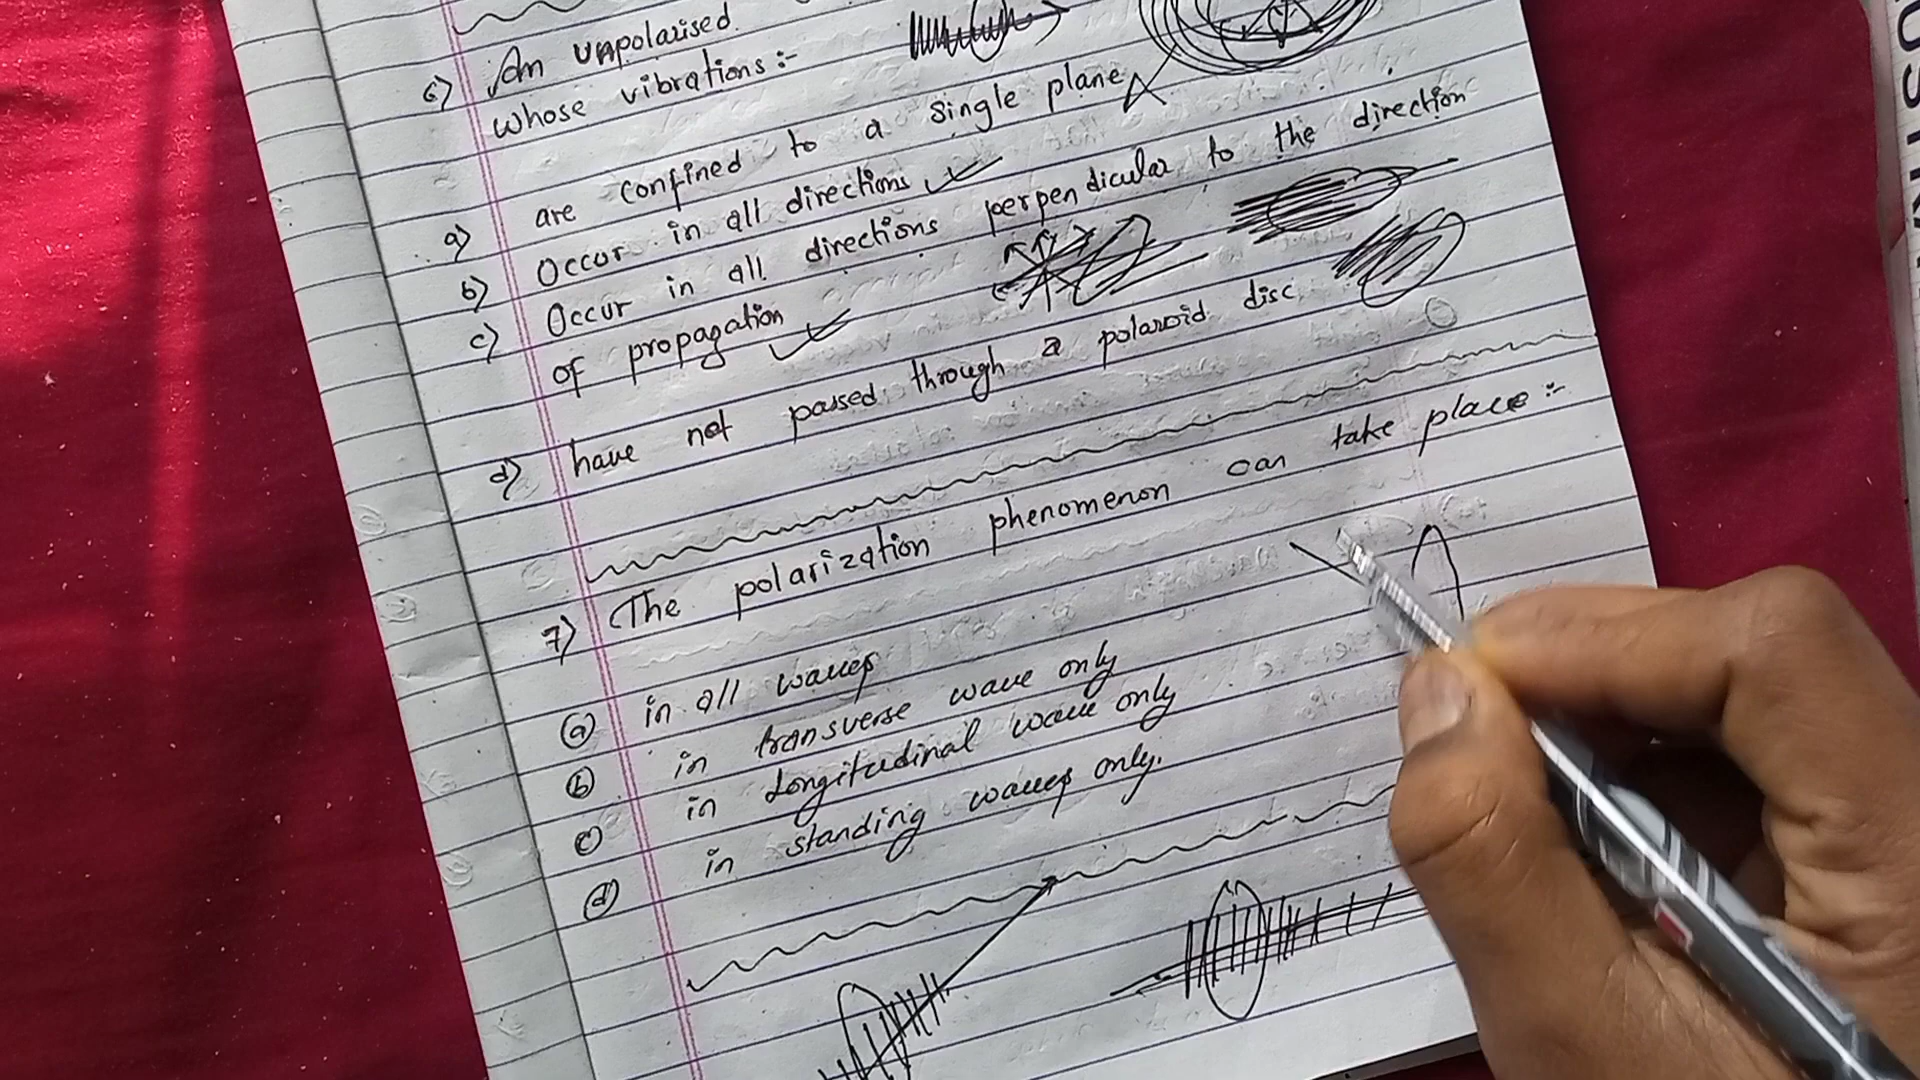 6) An unpolarised
whose vibrations :-
a) are confined to a single plane
b) Occur in all directions
c) Occur in all directions perpendicular to the direction
of propagation
d) have not passed through a polaroid disc
7) The polarization phenomenon can take place :-
(a) in all waves
(b) in transverse wave only
(c) in Longitudinal wave only
(d) in standing waves only.